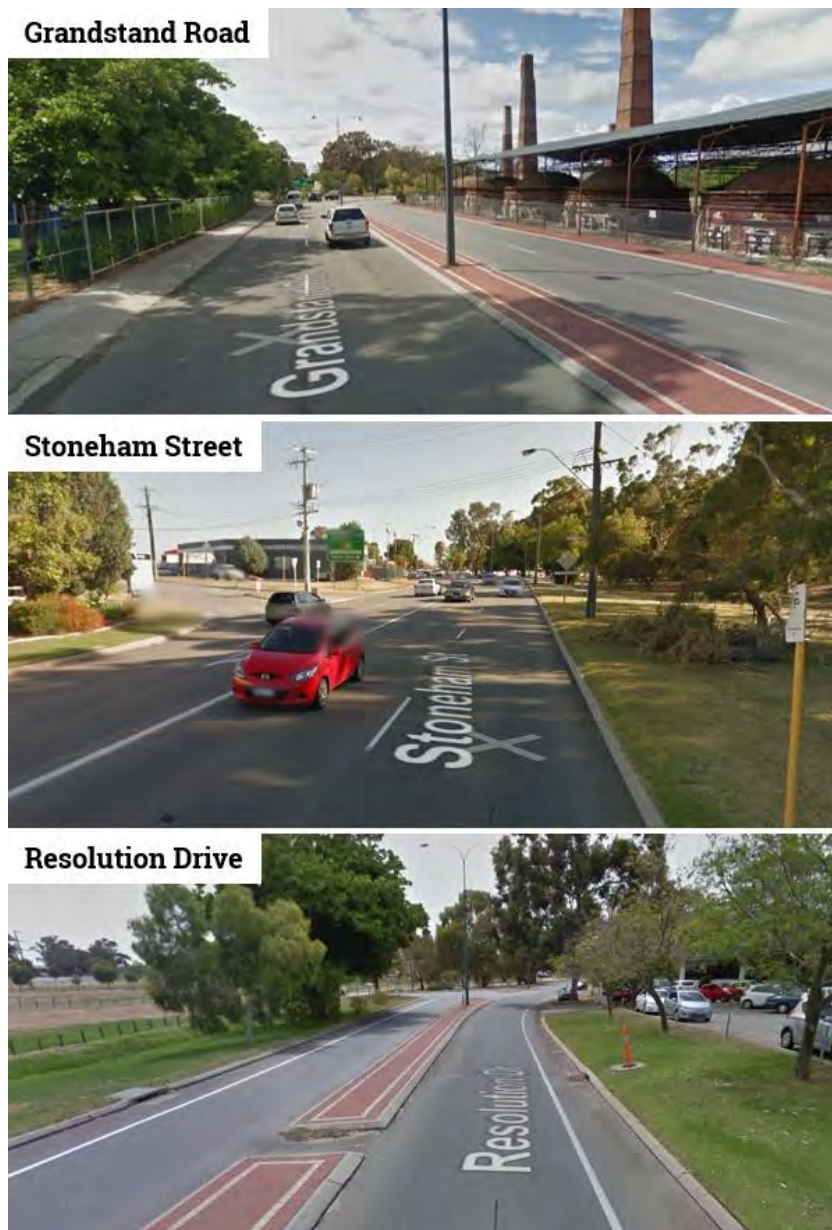 Grandstand Road
Grandstand
Stoneham Street
Stoneham St
Resolution Drive
Resolution Dr